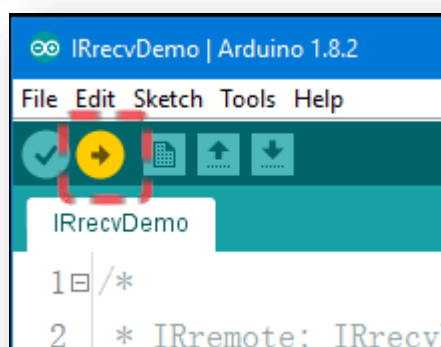 IRrecvDemo | Arduino 1.8.2
File Edit Sketch Tools Help
IRrecvDemo
1 /*
2 * IRremote: IRrecv